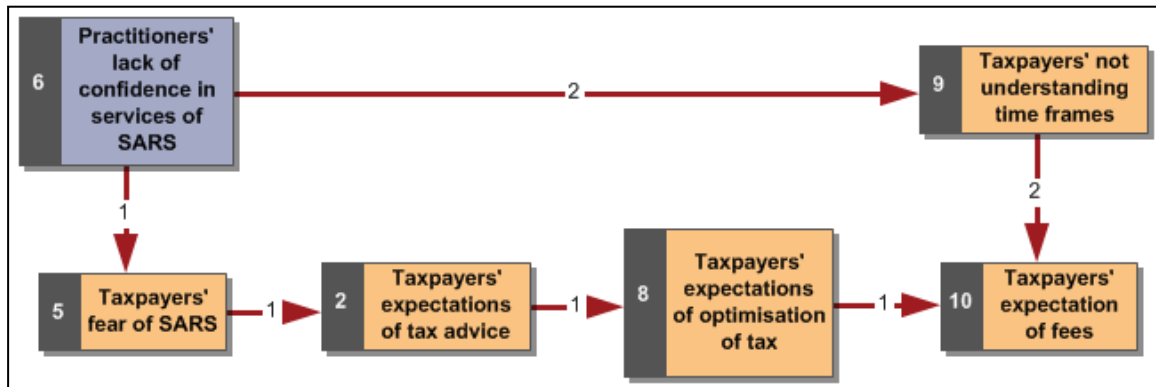 6
Practitioners'
lack of
confidence in
services of
SARS
2
9
Taxpayers' not
understanding
time frames
1
2
5
Taxpayers'
fear of SARS
1
2
Taxpayers'
expectations
of tax advice
1
8
Taxpayers'
expectations
of optimisation
of tax
1
10
Taxpayers'
expectation
of fees